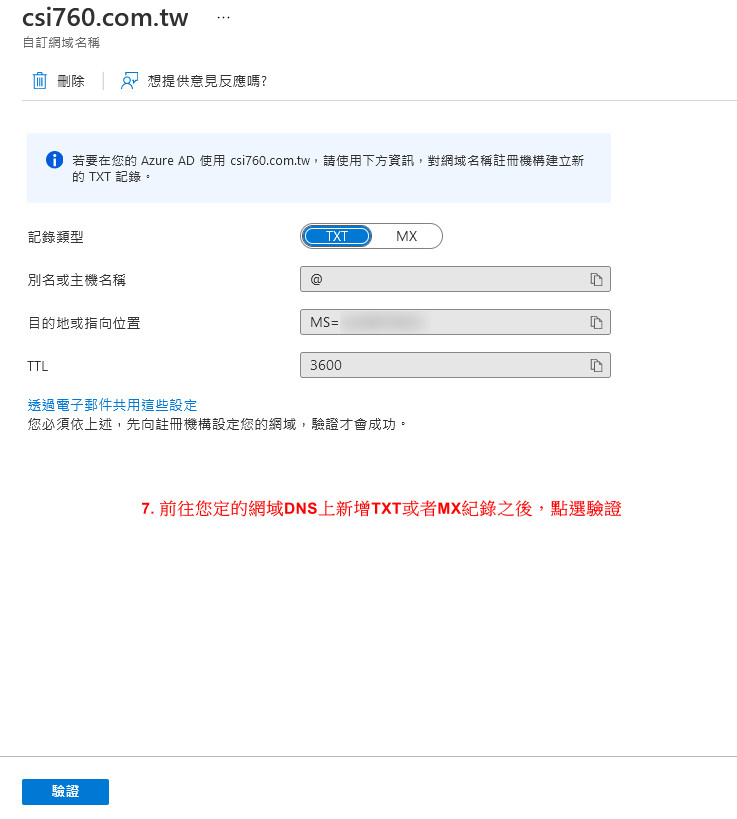 csi760.com.tw ...
自訂網域名稱
刪除 想提供意見反應嗎?
若要在您的 Azure AD 使用 csi760.com.tw，請使用下方資訊，對網域名稱註冊機構建立新
的 TXT 記錄。
記錄類型 TXT MX
別名或主機名稱 @
目的地或指向位置 MS=
TTL 3600
透過電子郵件共用這些設定
您必須依上述，先向註冊機構設定您的網域，驗證才會成功。
7. 前往您定的網域DNS上新增TXT或者MX紀錄之後，點選驗證
驗證